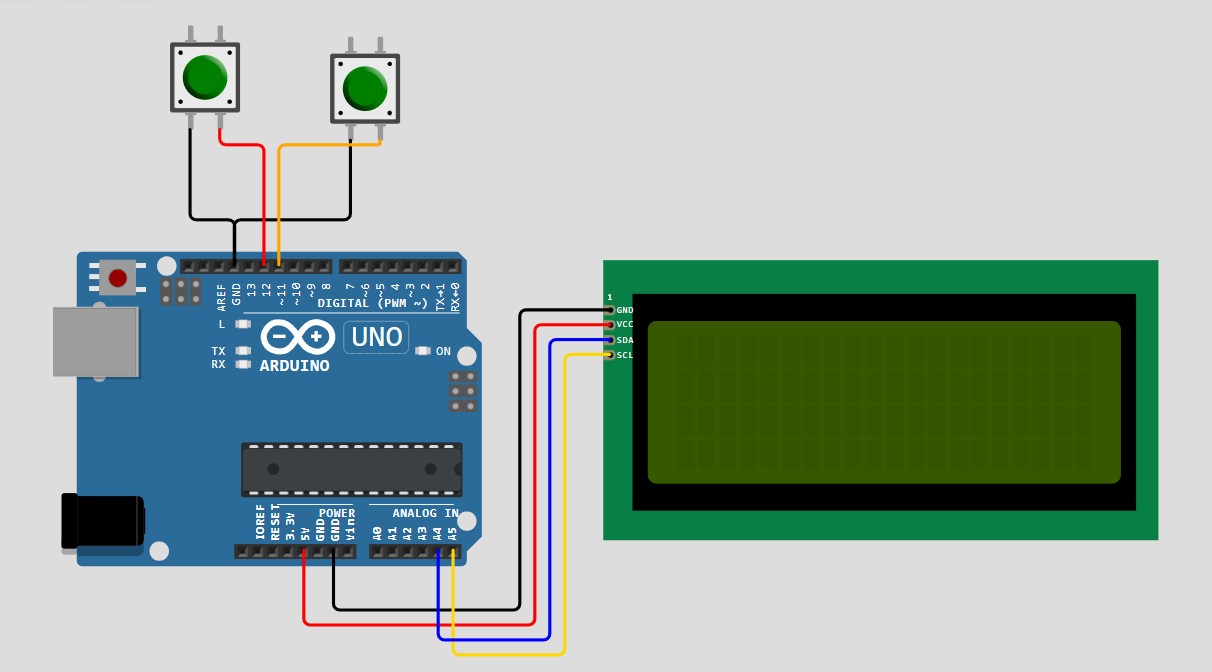 AREF
GND
13
12
~11
~10
~9
8
7
~6
~5
4
~3
2
TX→1
RX←0
DIGITAL (PWM ~)
L
TX
RX
UNO
ON
ARDUINO
1
GND
VCC
SDA
SCL
POWER
ANALOG IN
IOREF
RESET
3.3V
5V
GND
GND
Vin
A0
A1
A2
A3
A4
A5